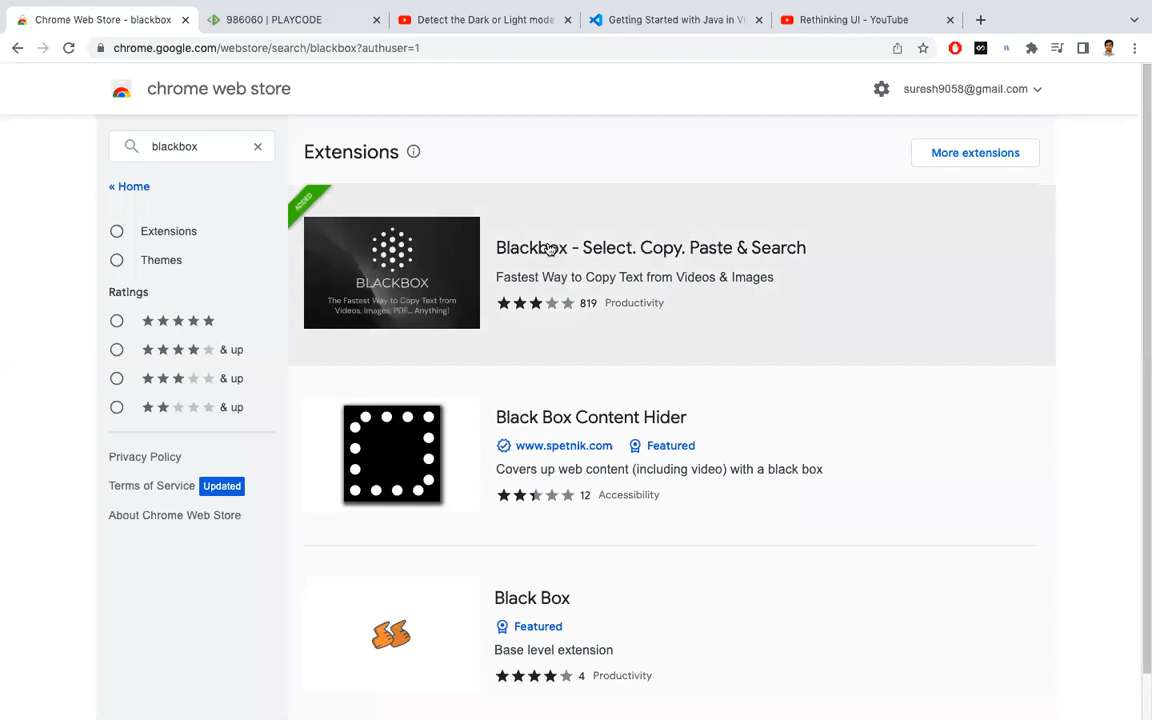 Chrome Web Store - blackbox
986060 | PLAYCODE
Detect the Dark or Light mode
Getting Started with Java in Vi
Rethinking UI - YouTube
chrome.google.com/webstore/search/blackbox?authuser=1
chrome web store
suresh9058@gmail.com
blackbox
« Home
Extensions
Themes
Ratings
& up
& up
& up
Privacy Policy
Terms of Service Updated
About Chrome Web Store
Extensions
More extensions
ADDED
BLACKBOX
The Fastest Way to Copy Text from
Videos, Images, PDF... Anything!
Blackbox - Select. Copy. Paste & Search
Fastest Way to Copy Text from Videos & Images
819 Productivity
Black Box Content Hider
www.spetnik.com Featured
Covers up web content (including video) with a black box
12 Accessibility
Black Box
Featured
Base level extension
4 Productivity